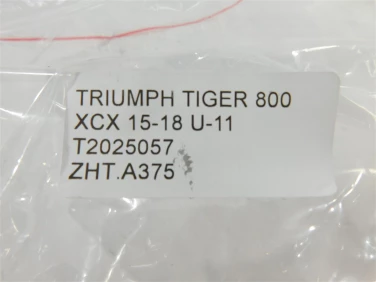 TRIUMPH TIGER 800
XCX 15-18 U-11
T2025057
ZHT.A375